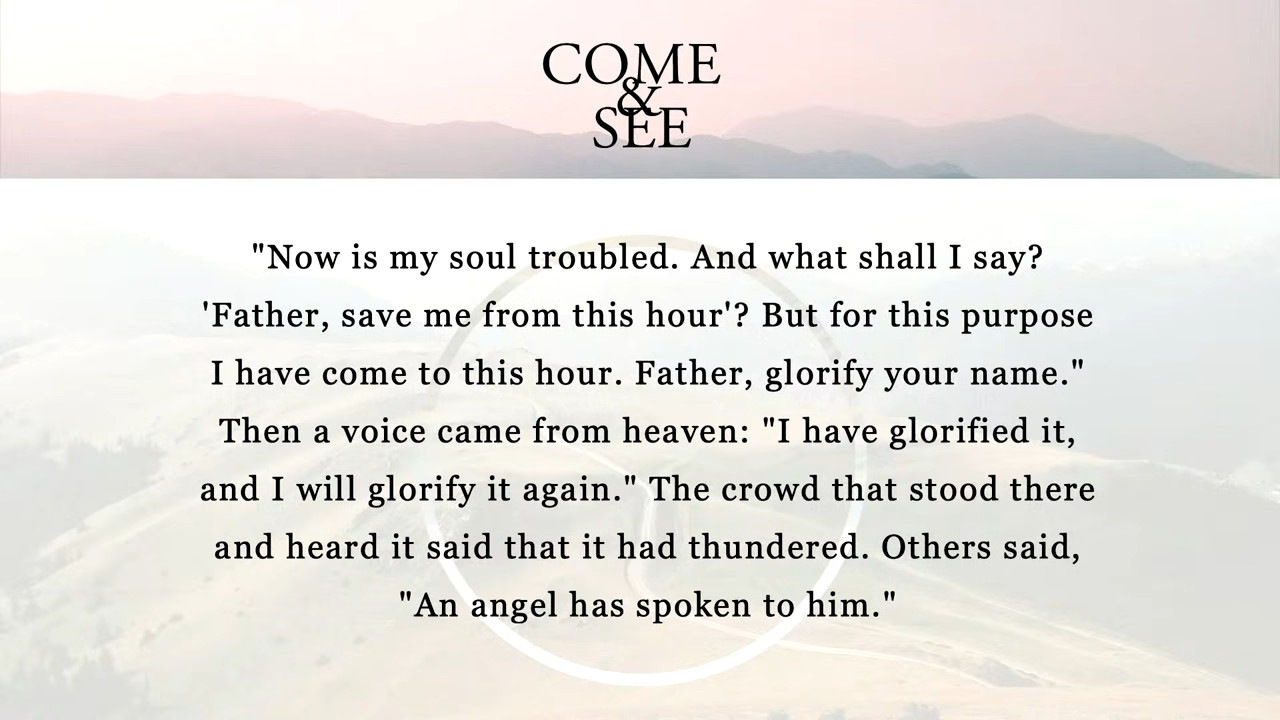 COME
&
SEE
"Now is my soul troubled. And what shall I say?
'Father, save me from this hour'? But for this purpose
I have come to this hour. Father, glorify your name."
Then a voice came from heaven: "I have glorified it,
and I will glorify it again." The crowd that stood there
and heard it said that it had thundered. Others said,
"An angel has spoken to him."